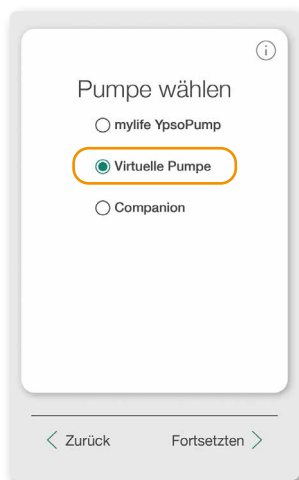 Pumpe wählen
mylife YpsoPump
Virtuelle Pumpe
Companion
Zurück
Fortsetzten